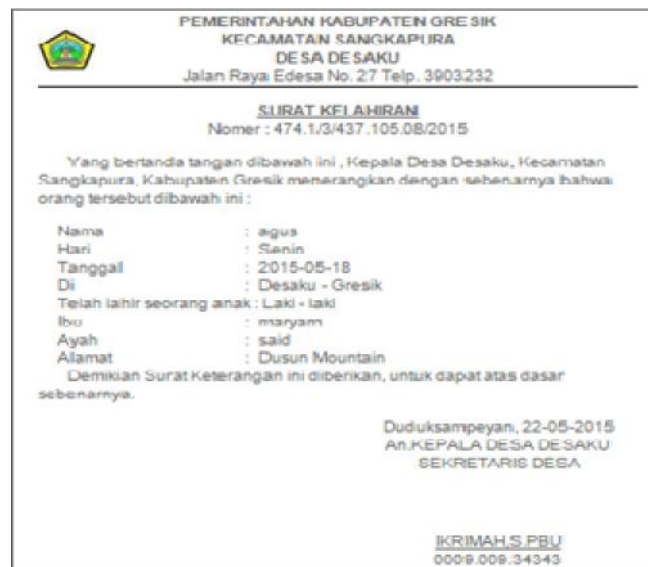 PEMERINTAHAN KABUPATEN GRESIK
KECAMATAN SANGKAPURA
DESA DESAKU
Jalan Raya Edesa No. 27 Telp. 3903232
SURAT KELAHIRAN
Nomer : 474.1/3/437.105.08/2015
Yang bertanda tangan dibawah ini , Kepala Desa Desaku, Kecamatan
Sangkapura, Kabupaten Gresik menerangkan dengan sebenarnya bahwa
orang tersebut dibawah ini :
Nama : agus
Hari : Senin
Tanggal : 2015-05-18
Di : Desaku - Gresik
Telah lahir seorang anak : Laki - laki
Ibu : maryam
Ayah : said
Allamat : Dusun Mountain
Demikian Surat Keterangan ini diberikan, untuk dapat atas dasar
sebenarnya.
Duduksampeyan, 22-05-2015
An.KEPALA DESA DESAKU
SEKRETARIS DESA
IKRIMAH,S.PBU
0009.009.34343